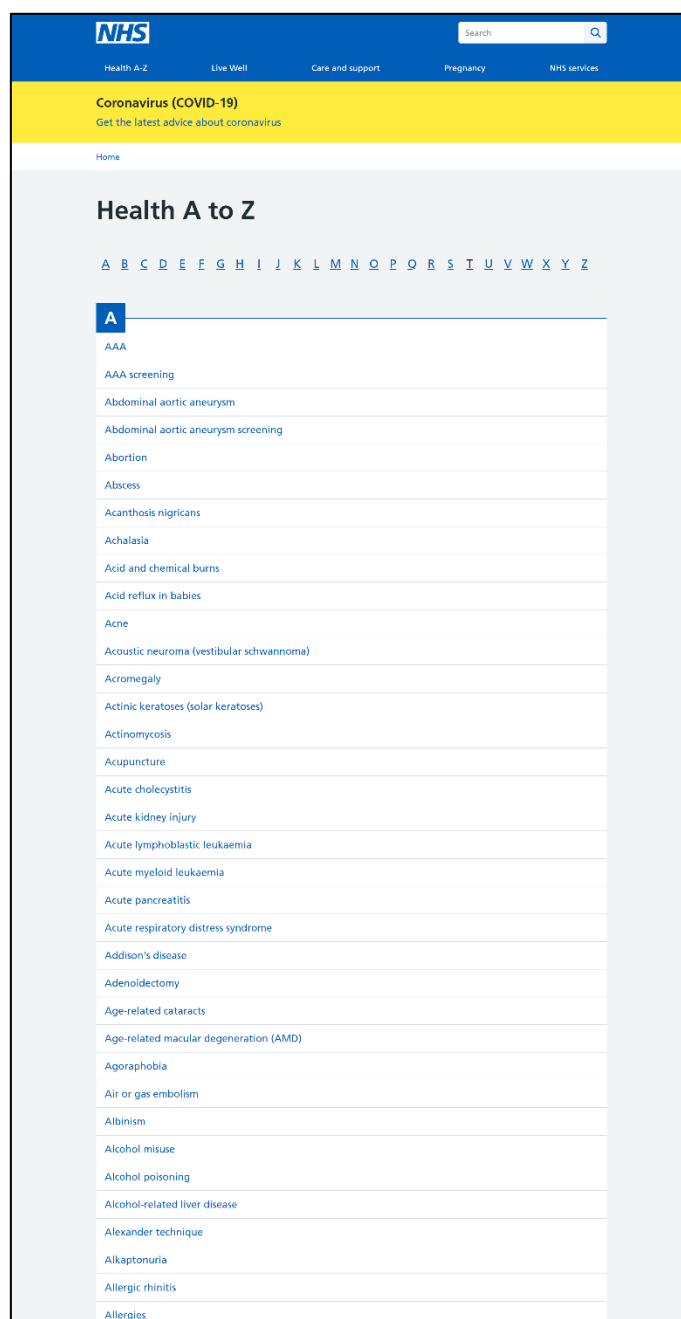 NHS
Search
Health A-Z Live Well Care and support Pregnancy NHS services
Coronavirus (COVID-19)
Get the latest advice about coronavirus
Home
Health A to Z
A B C D E F G H I J K L M N O P Q R S T U V W X Y Z
A
AAA
AAA screening
Abdominal aortic aneurysm
Abdominal aortic aneurysm screening
Abortion
Abscess
Acanthosis nigricans
Achalasia
Acid and chemical burns
Acid reflux in babies
Acne
Acoustic neuroma (vestibular schwannoma)
Acromegaly
Actinic keratoses (solar keratoses)
Actinomycosis
Acupuncture
Acute cholecystitis
Acute kidney injury
Acute lymphoblastic leukaemia
Acute myeloid leukaemia
Acute pancreatitis
Acute respiratory distress syndrome
Addison's disease
Adenoidectomy
Age-related cataracts
Age-related macular degeneration (AMD)
Agoraphobia
Air or gas embolism
Albinism
Alcohol misuse
Alcohol poisoning
Alcohol-related liver disease
Alexander technique
Alkaptonuria
Allergic rhinitis
Allergies